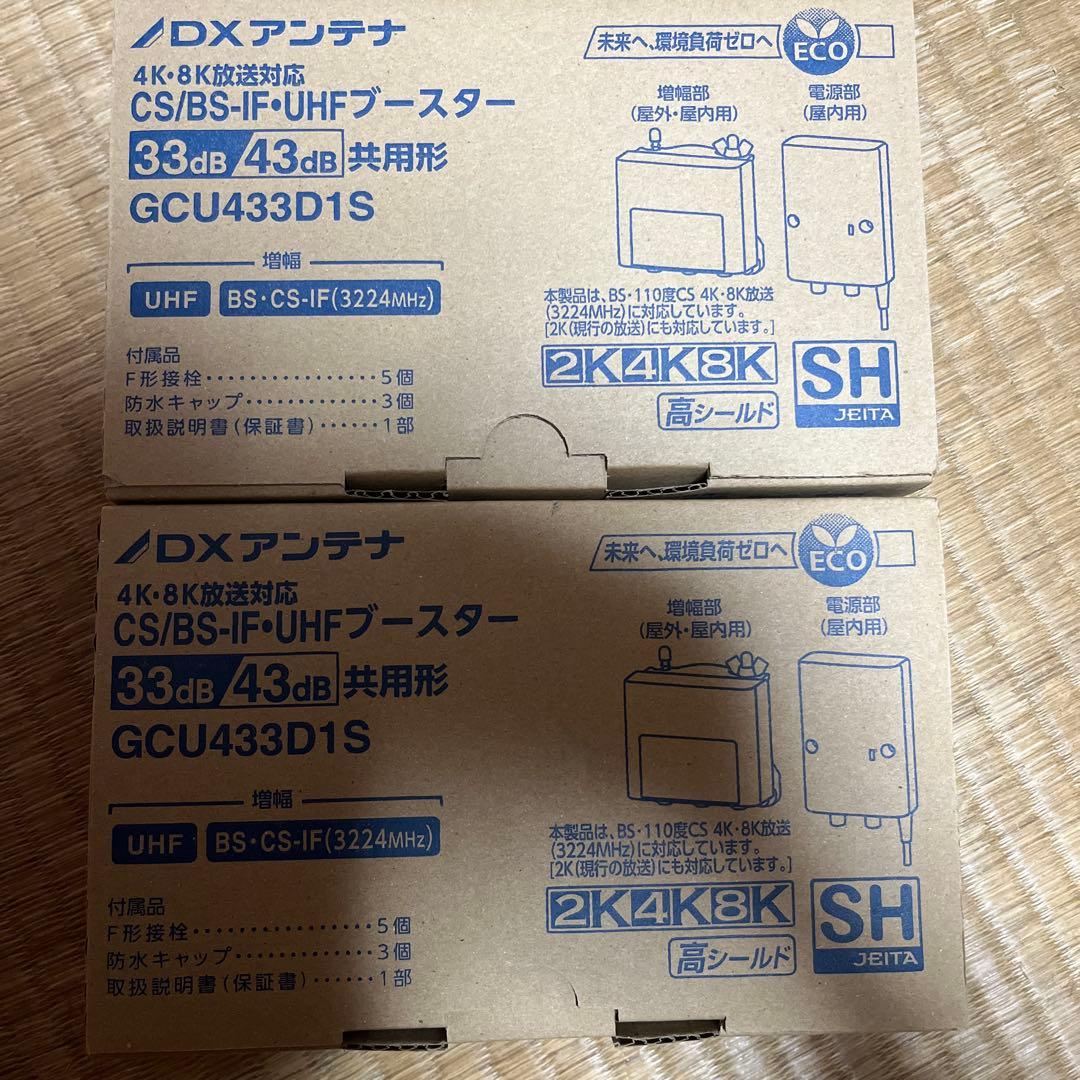 DXアンテナ
4K・8K放送対応
CS/BS-IF・UHFブースター
33dB/43dB共用形
GCU433D1S
増幅
UHF BS・CS-IF(3224MHz)
付属品
F形接栓・・・・・・・・・・・・・・5個
防水キャップ・・・・・・・・・・3個
取扱説明書(保証書)・・・・・・1部
未来へ、環境負荷ゼロへ ECO
増幅部
(屋外・屋内用)
電源部
(屋内用)
本製品は、BS・110度CS 4K・8K放送
(3224MHz)に対応しています。
[2K(現行の放送)にも対応しています。]
2K4K8K
高シールド
SH
JEITA
DXアンテナ
4K・8K放送対応
CS/BS-IF・UHFブースター
33dB/43dB共用形
GCU433D1S
増幅
UHF BS・CS-IF(3224MHz)
付属品
F形接栓・・・・・・・・・・・・・・5個
防水キャップ・・・・・・・・・・3個
取扱説明書(保証書)・・・・・・1部
未来へ、環境負荷ゼロへ ECO
増幅部
(屋外・屋内用)
電源部
(屋内用)
本製品は、BS・110度CS 4K・8K放送
(3224MHz)に対応しています。
[2K(現行の放送)にも対応しています。]
2K4K8K
高シールド
SH
JEITA